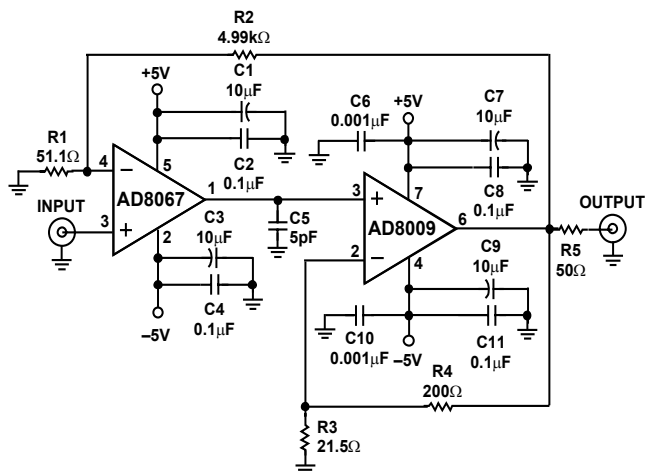 R2
4.99kΩ
+5V
C1
10µF
C6
0.001µF
+5V
C7
10µF
R1
51.1Ω
4
–
5
C2
0.1µF
1
AD8067
INPUT
3
+
2
C3
10µF
C4
0.1µF
–5V
C5
5pF
3
+
7
C8
0.1µF
AD8009
6
OUTPUT
2
–
4
C9
10µF
R5
50Ω
C10
0.001µF
–5V
C11
0.1µF
R4
200Ω
R3
21.5Ω